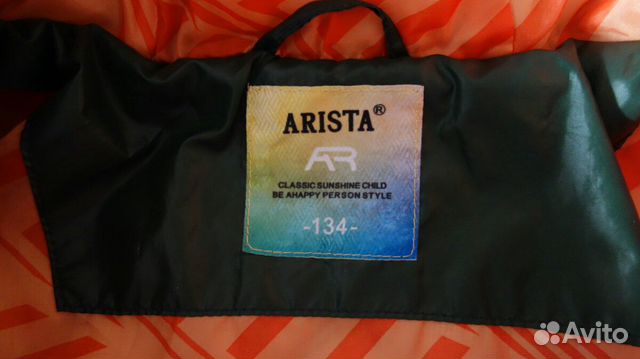 ARISTA®
AR
CLASSIC SUNSHINE CHILD
BE AHAPPY PERSON STYLE
-134-
Avito